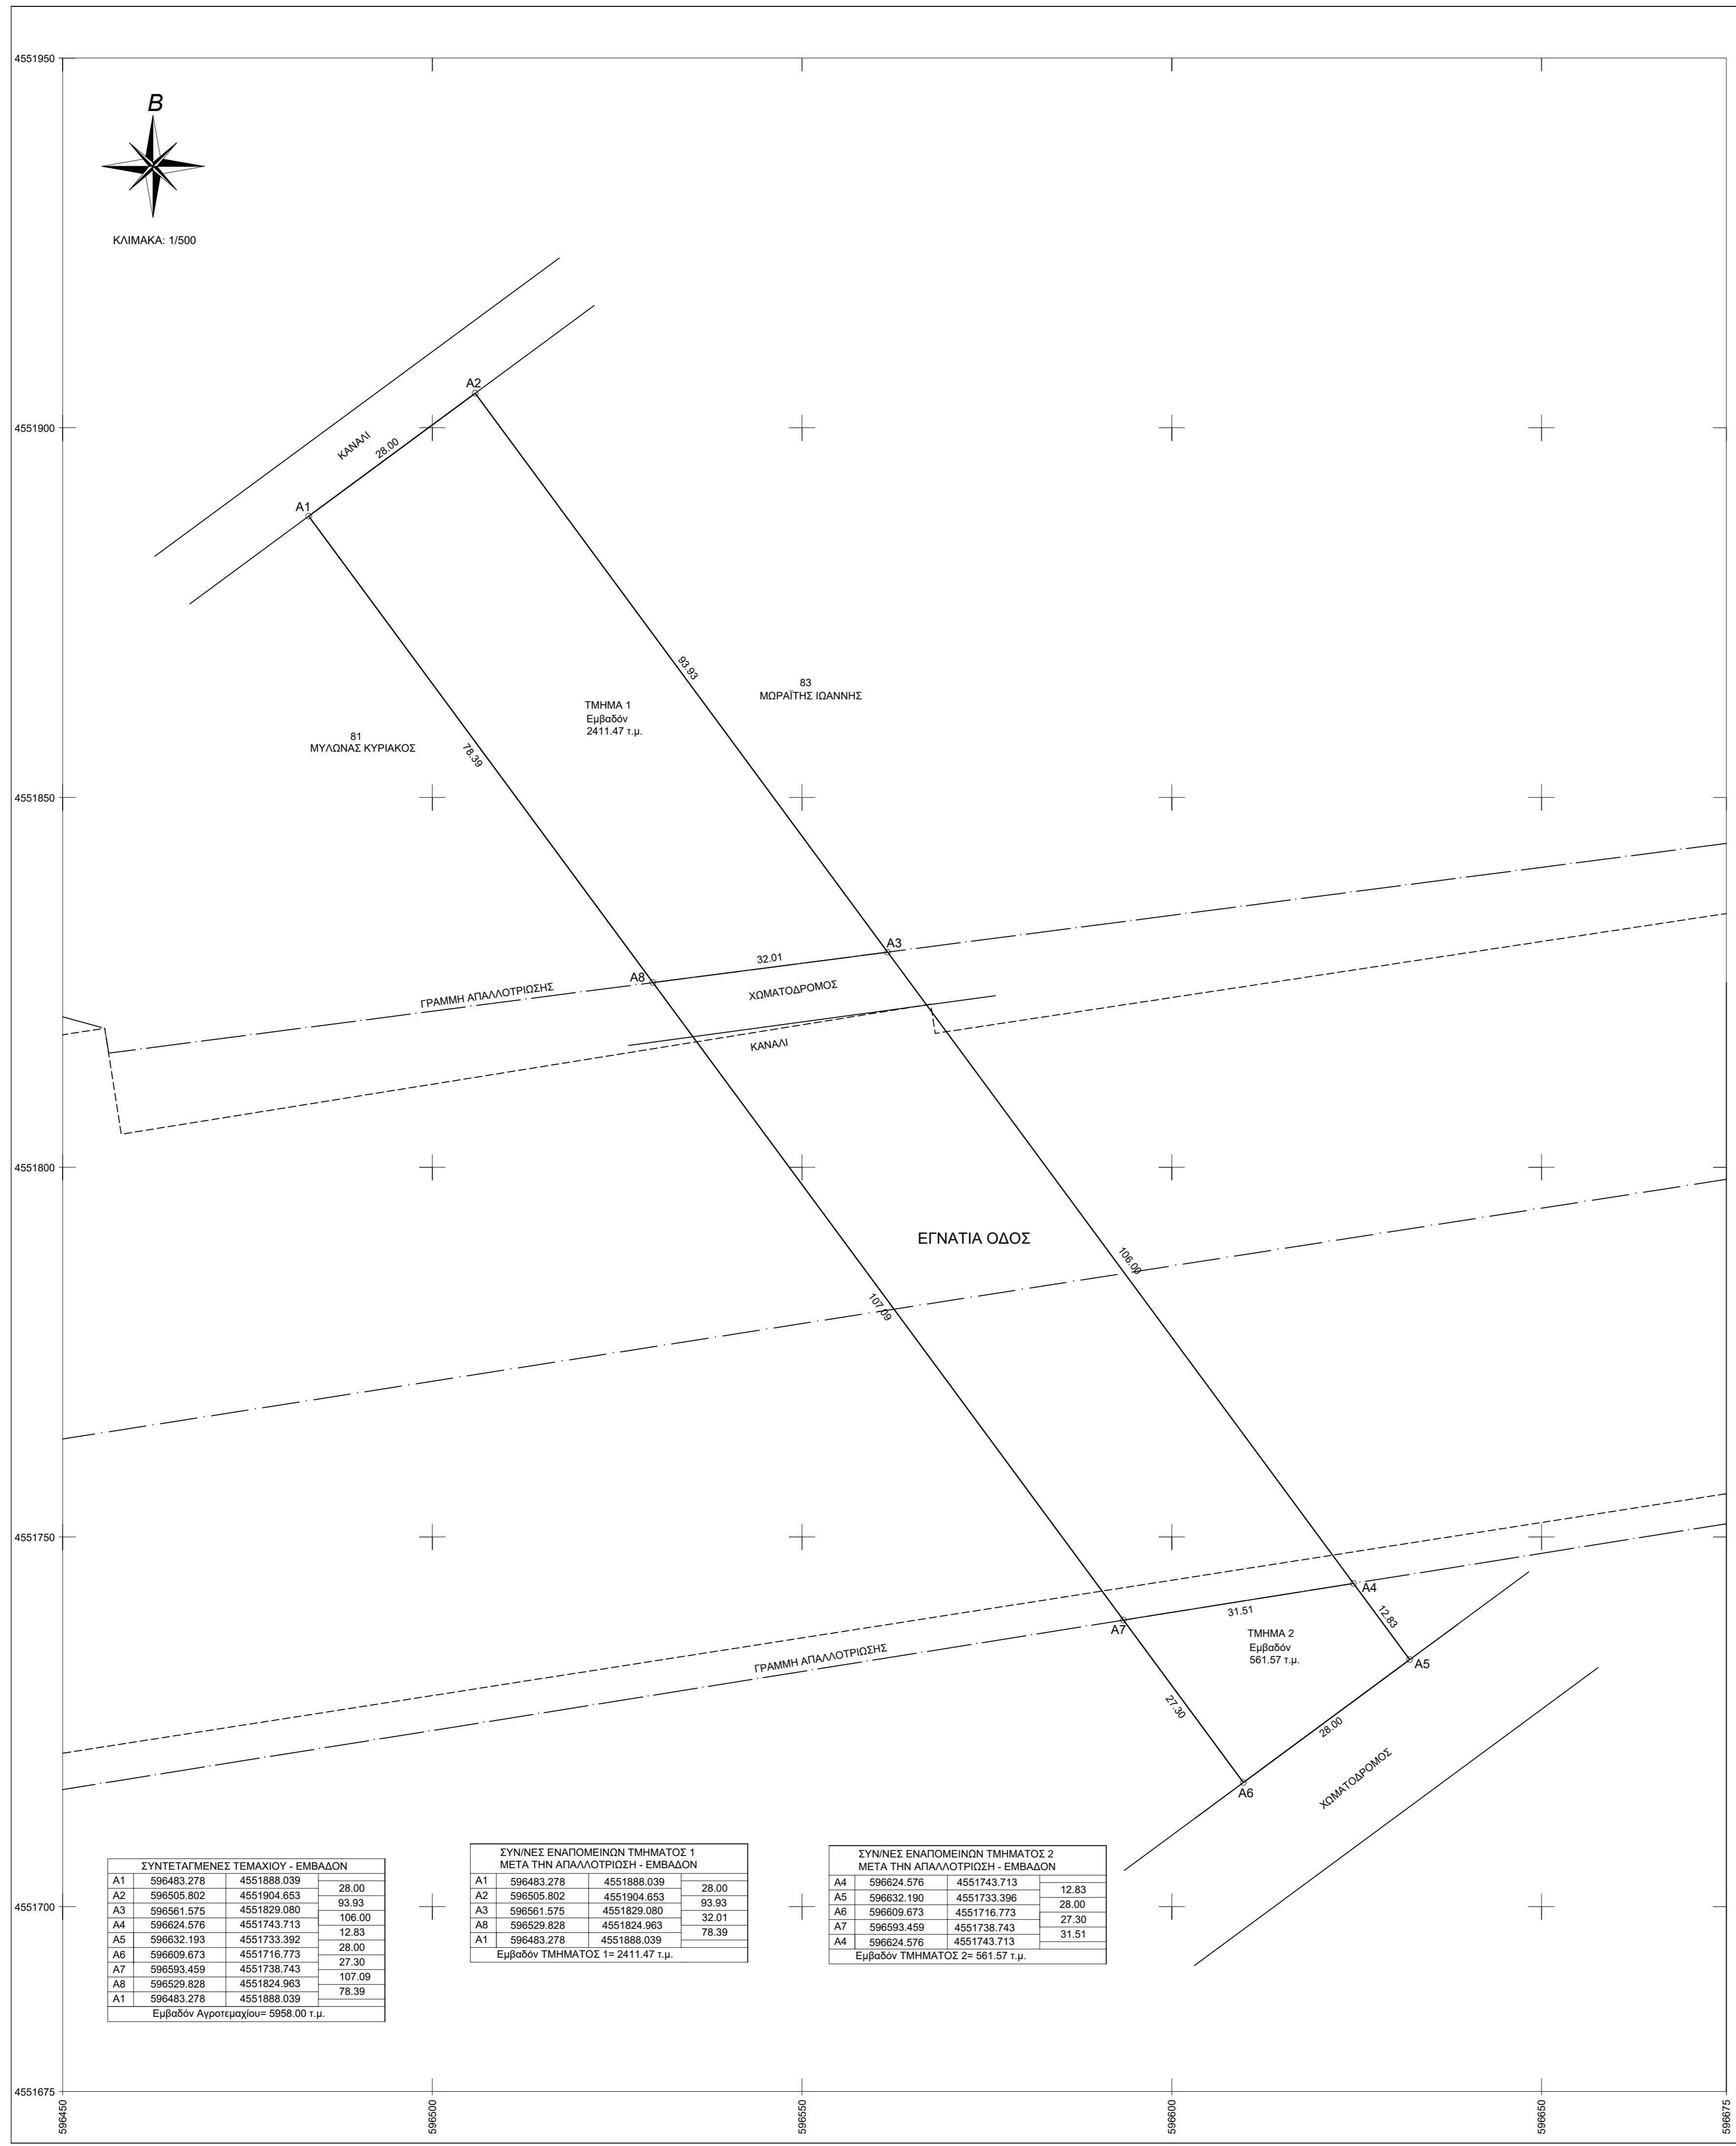 4551950
B
ΚΛΙΜΑΚΑ: 1/500
A2
4551900
ΚΑΝΑΛΙ
28.00
A1
93.93
83
ΜΩΡΑΪΤΗΣ ΙΩΑΝΝΗΣ
ΤΜΗΜΑ 1
Εμβαδόν
2411.47 τ.μ.
81
ΜΥΛΩΝΑΣ ΚΥΡΙΑΚΟΣ
78.39
4551850
A3
32.01
A8
ΓΡΑΜΜΗ ΑΠΑΛΛΟΤΡΙΩΣΗΣ
ΧΩΜΑΤΟΔΡΟΜΟΣ
ΚΑΝΑΛΙ
4551800
ΕΓΝΑΤΙΑ ΟΔΟΣ
106.00
107.09
4551750
A4
31.51
12.83
A7
ΤΜΗΜΑ 2
Εμβαδόν
561.57 τ.μ.
ΓΡΑΜΜΗ ΑΠΑΛΛΟΤΡΙΩΣΗΣ
A5
27.30
28.00
ΧΩΜΑΤΟΔΡΟΜΟΣ
A6
ΣΥΝΤΕΤΑΓΜΕΝΕΣ ΤΕΜΑΧΙΟΥ - ΕΜΒΑΔΟΝ
A1 596483.278 4551888.039
28.00
A2 596505.802 4551904.653
93.93
A3 596561.575 4551829.080
106.00
A4 596624.576 4551743.713
12.83
A5 596632.193 4551733.392
28.00
A6 596609.673 4551716.773
27.30
A7 596593.459 4551738.743
107.09
A8 596529.828 4551824.963
78.39
A1 596483.278 4551888.039
Εμβαδόν Αγροτεμαχίου= 5958.00 τ.μ.
ΣΥΝ/ΝΕΣ ΕΝΑΠΟΜΕΙΝΩΝ ΤΜΗΜΑΤΟΣ 1
ΜΕΤΑ ΤΗΝ ΑΠΑΛΛΟΤΡΙΩΣΗ - ΕΜΒΑΔΟΝ
A1 596483.278 4551888.039
28.00
A2 596505.802 4551904.653
93.93
A3 596561.575 4551829.080
32.01
A8 596529.828 4551824.963
78.39
A1 596483.278 4551888.039
Εμβαδόν ΤΜΗΜΑΤΟΣ 1= 2411.47 τ.μ.
ΣΥΝ/ΝΕΣ ΕΝΑΠΟΜΕΙΝΩΝ ΤΜΗΜΑΤΟΣ 2
ΜΕΤΑ ΤΗΝ ΑΠΑΛΛΟΤΡΙΩΣΗ - ΕΜΒΑΔΟΝ
A4 596624.576 4551743.713
12.83
A5 596632.190 4551733.396
28.00
A6 596609.673 4551716.773
27.30
A7 596593.459 4551738.743
31.51
A4 596624.576 4551743.713
Εμβαδόν ΤΜΗΜΑΤΟΣ 2= 561.57 τ.μ.
4551700
4551675
596450
596500
596550
596600
596650
596675